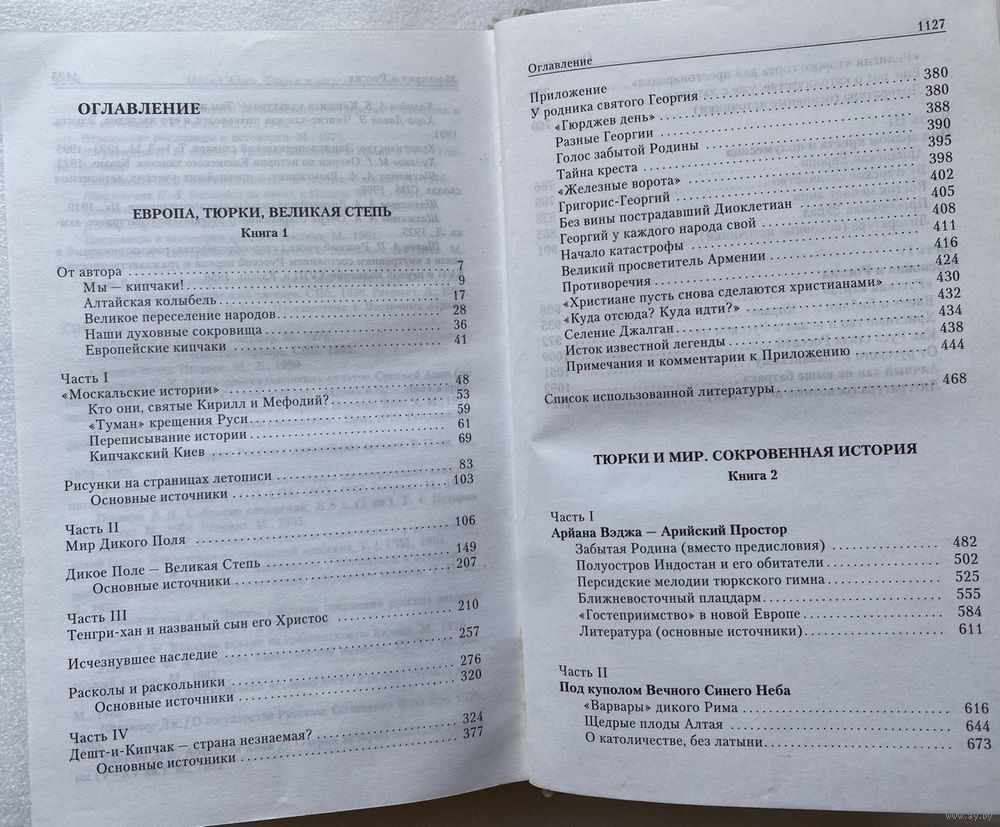 ОГЛАВЛЕНИЕ
ЕВРОПА, ТЮРКИ, ВЕЛИКАЯ СТЕПЬ
Книга 1
От автора 7
Мы — кипчаки! 9
Алтайская колыбель 17
Великое переселение народов 28
Наши духовные сокровища 36
Европейские кипчаки 41
Часть I
«Москальские истории» 48
Кто они, святые Кирилл и Мефодий? 53
«Туман» крещения Руси 59
Переписывание истории 61
Кипчакский Киев 69
Рисунки на страницах летописи 83
Основные источники 103
Часть II
Мир Дикого Поля 106
Дикое Поле — Великая Степь 149
Основные источники 207
Часть III
Тенгри-хан и названый сын его Христос 210
Исчезнувшее наследие 257
Расколы и раскольники 276
Основные источники 320
Часть IV
Дешт-и-Кипчак — страна незнаемая? 324
Основные источники 377
Оглавление 1127
Приложение
У родника святого Георгия 380
«Гюрджев день» 380
Разные Георгии 388
Голос забытой Родины 390
Тайна креста 395
«Железные ворота» 398
Григорис-Георгий 402
Без вины пострадавший Диоклетиан 405
Георгий у каждого народа свой 408
Начало катастрофы 411
Великий просветитель Армении 416
Противоречия 424
«Христиане пусть снова сделаются христианами» 430
«Куда отсюда? Куда идти?» 432
Селение Джалган 434
Исток известной легенды 438
Примечания и комментарии к Приложению 444
Список использованной литературы 468
ТЮРКИ И МИР. СОКРОВЕННАЯ ИСТОРИЯ
Книга 2
Часть I
Арйана Вэджа — Арийский Простор
Забытая Родина (вместо предисловия) 482
Полуостров Индостан и его обитатели 502
Персидские мелодии тюркского гимна 525
Ближневосточный плацдарм 555
«Гостеприимство» в новой Европе 584
Литература (основные источники) 611
Часть II
Под куполом Вечного Синего Неба
«Варвары» дикого Рима 616
Щедрые плоды Алтая 644
О католичестве, без латыни 673
www.ay.by